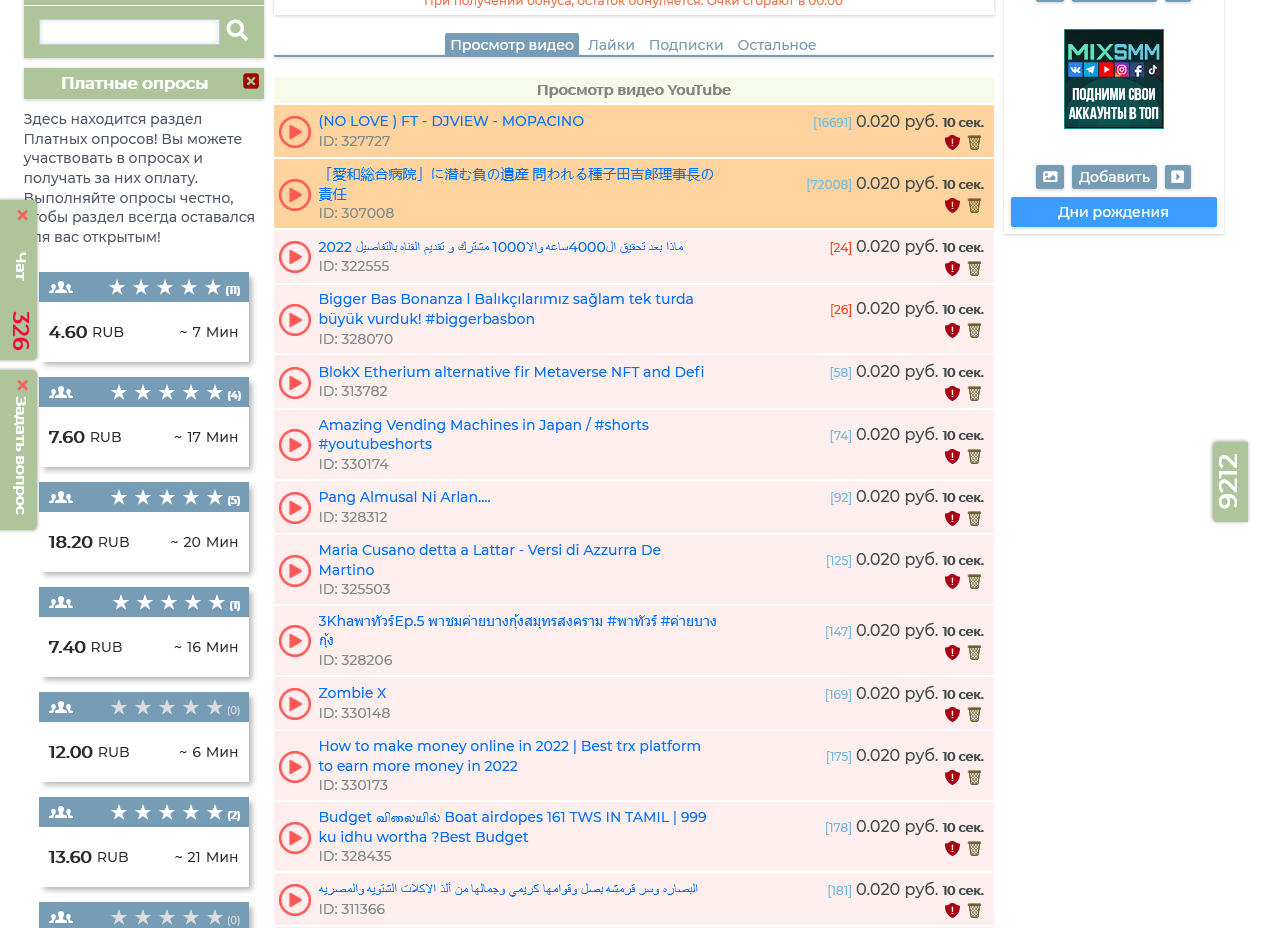 При получении бонуса, остаток обнуляется. Очки сгорают в 00:00
Платные опросы
Здесь находится раздел
Платных опросов! Вы можете
участвовать в опросах и
получать за них оплату.
Выполняйте опросы честно,
чтобы раздел всегда оставался
для вас открытым!
Чат
326
Задать вопрос
(11)
4.60 RUB ~ 7 Мин
(4)
7.60 RUB ~ 17 Мин
(5)
18.20 RUB ~ 20 Мин
(1)
7.40 RUB ~ 16 Мин
(0)
12.00 RUB ~ 6 Мин
(2)
13.60 RUB ~ 21 Мин
(0)
Просмотр видео Лайки Подписки Остальное
Просмотр видео YouTube
(NO LOVE ) FT - DJVIEW - MOPACINO
ID: 327727
[16691] 0.020 руб. 10 сек.
「愛和総合病院」に潜む負の遺産 問われる種子田吉郎理事長の
責任
ID: 307008
[72008] 0.020 руб. 10 сек.
ماذا بعد تحقيق ال4000ساعه والا1000 مشترك و تقديم القناه بالتفاصيل 2022
ID: 322555
[24] 0.020 руб. 10 сек.
Bigger Bas Bonanza l Balıkçılarımız sağlam tek turda
büyük vurduk! #biggerbasbon
ID: 328070
[26] 0.020 руб. 10 сек.
BlokX Etherium alternative fir Metaverse NFT and Defi
ID: 313782
[58] 0.020 руб. 10 сек.
Amazing Vending Machines in Japan / #shorts
#youtubeshorts
ID: 330174
[74] 0.020 руб. 10 сек.
Pang Almusal Ni Arlan....
ID: 328312
[92] 0.020 руб. 10 сек.
Maria Cusano detta a Lattar - Versi di Azzurra De
Martino
ID: 325503
[125] 0.020 руб. 10 сек.
3Khaพาทัวร์Ep.5 พาชมค่ายบางกุ้งสมุทรสงคราม #พาทัวร์ #ค่ายบาง
กุ้ง
ID: 328206
[147] 0.020 руб. 10 сек.
Zombie X
ID: 330148
[169] 0.020 руб. 10 сек.
How to make money online in 2022 | Best trx platform
to earn more money in 2022
ID: 330173
[175] 0.020 руб. 10 сек.
Budget விலையில் Boat airdopes 161 TWS IN TAMIL | 999
ku idhu wortha ?Best Budget
ID: 328435
[178] 0.020 руб. 10 сек.
البصاره وسر قرمشه بصل وقوامها كريمي وجمالها من ألذ الاكلات الشتويه والمصريه
ID: 311366
[181] 0.020 руб. 10 сек.
MIXSMM
ПОДНИМИ СВОИ
АККАУНТЫ В ТОП
Добавить
Дни рождения
9212